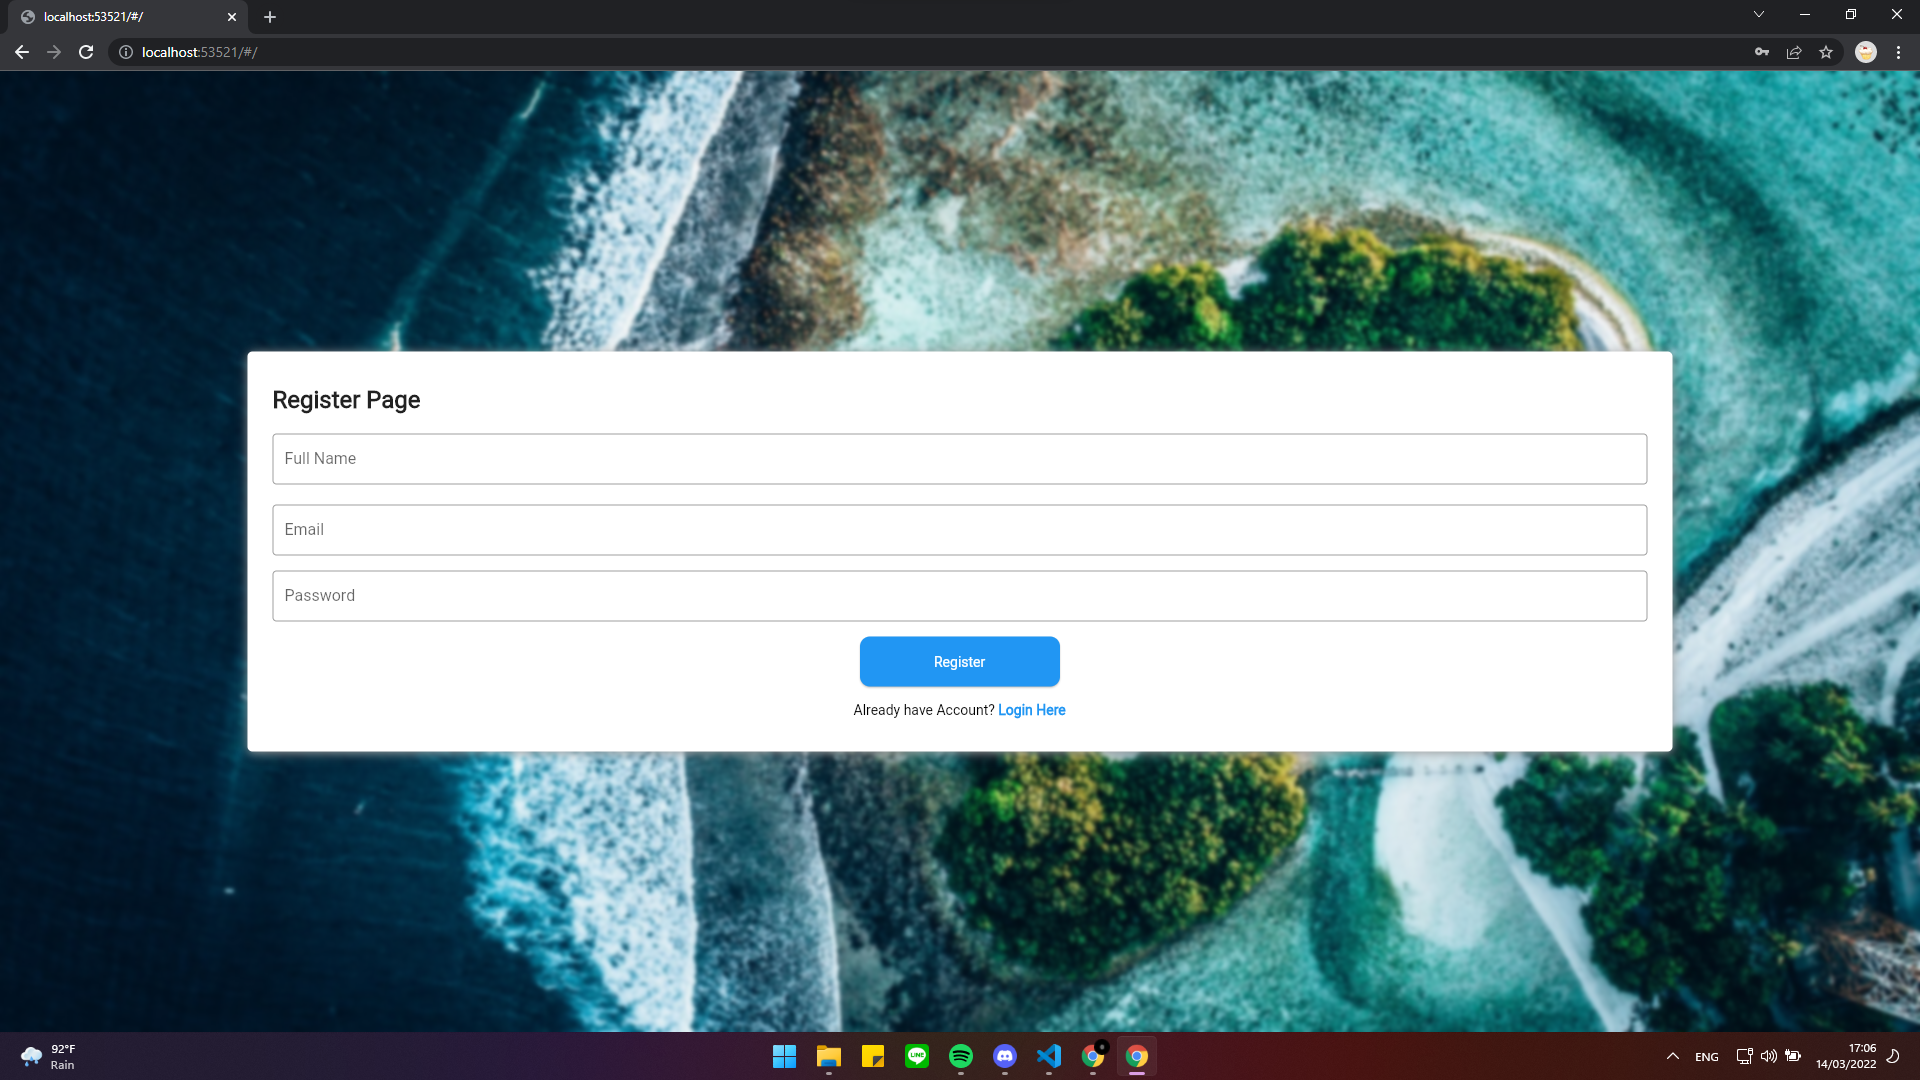 localhost:53521/#/
localhost:53521/#/
Register Page
Full Name
Email
Password
Register
Already have Account? Login Here
92°F
Rain
LINE
ENG
17:06
14/03/2022